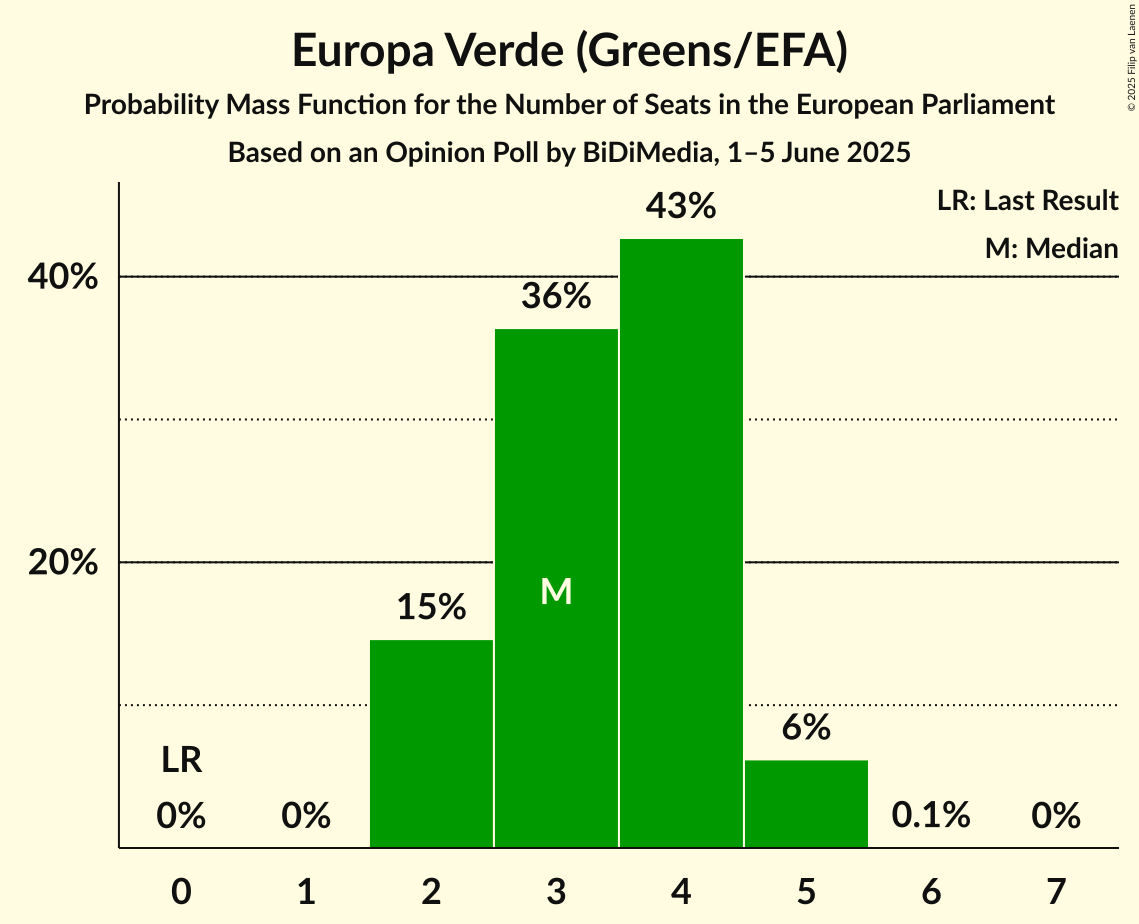 Europa Verde (Greens/EFA)
Probability Mass Function for the Number of Seats in the European Parliament
Based on an Opinion Poll by BiDiMedia, 1–5 June 2025
© 2025 Filip van Laenen
LR: Last Result
M: Median
43%
40%
36%
20%
M
15%
6%
LR
0%
0%
0.1%
0%
0 1 2 3 4 5 6 7